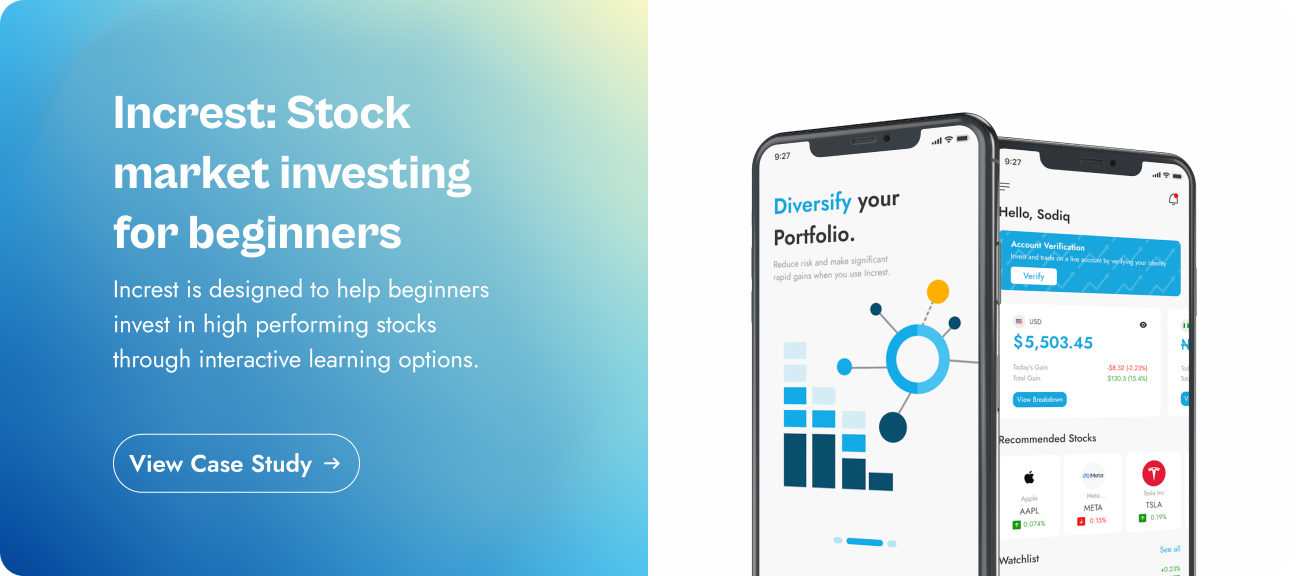 Increst: Stock
market investing
for beginners
Increst is designed to help beginners
invest in high performing stocks
through interactive learning options.
View Case Study →
9:27
Diversify your
Portfolio.
Reduce risk and make significant
rapid gains when you use Increst.
9:27
Hello, Sodiq
Account Verification
Invest and trade on a live account by verifying your identity
Verify
USD
$5,503.45
Today's Gain -$8.32 (-2.23%)
Total Gain $130.5 (15.4%)
View Breakdown
Recommended Stocks
Apple
AAPL
0.074%
Meta
Meta...
META
0.15%
Tesla Inc
TSLA
0.19%
Watchlist
See all
+0.23%